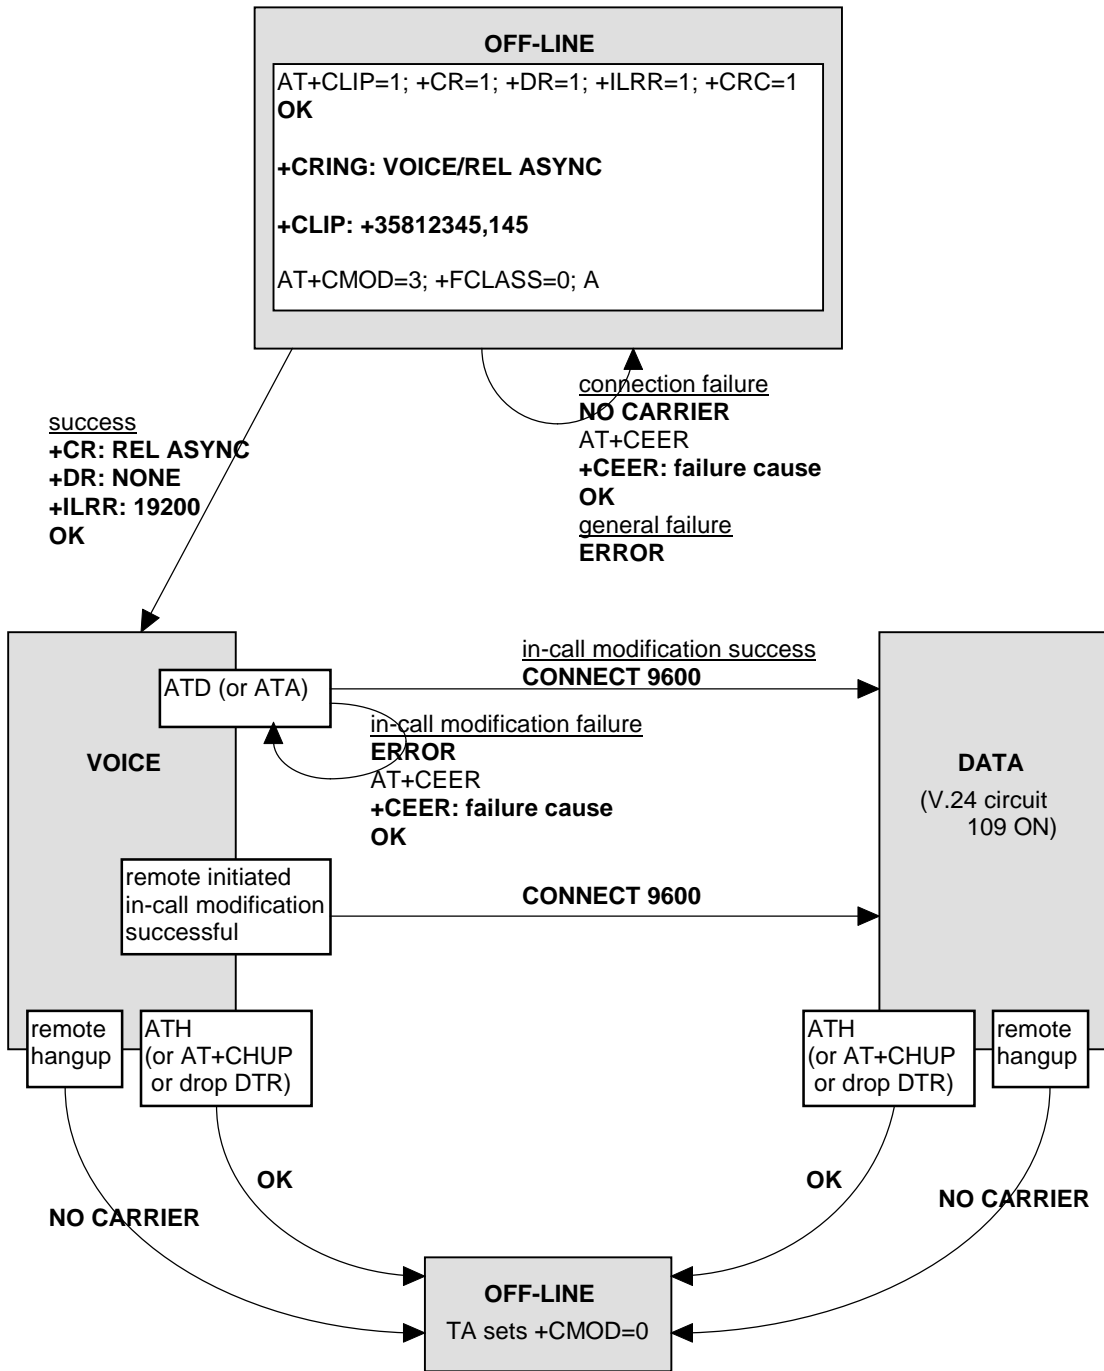 OFF-LINE
AT+CLIP=1; +CR=1; +DR=1; +ILRR=1; +CRC=1
OK
+CRING: VOICE/REL ASYNC
+CLIP: +35812345,145
AT+CMOD=3; +FCLASS=0; A
success
+CR: REL ASYNC
+DR: NONE
+ILRR: 19200
OK
connection failure
NO CARRIER
AT+CEER
+CEER: failure cause
OK
general failure
ERROR
VOICE
ATD (or ATA)
in-call modification success
CONNECT 9600
in-call modification failure
ERROR
AT+CEER
+CEER: failure cause
OK
DATA
(V.24 circuit
109 ON)
remote initiated
in-call modification
successful
CONNECT 9600
remote
hangup
ATH
(or AT+CHUP
or drop DTR)
ATH
(or AT+CHUP
or drop DTR)
remote
hangup
OK
NO CARRIER
OK
NO CARRIER
OFF-LINE
TA sets +CMOD=0